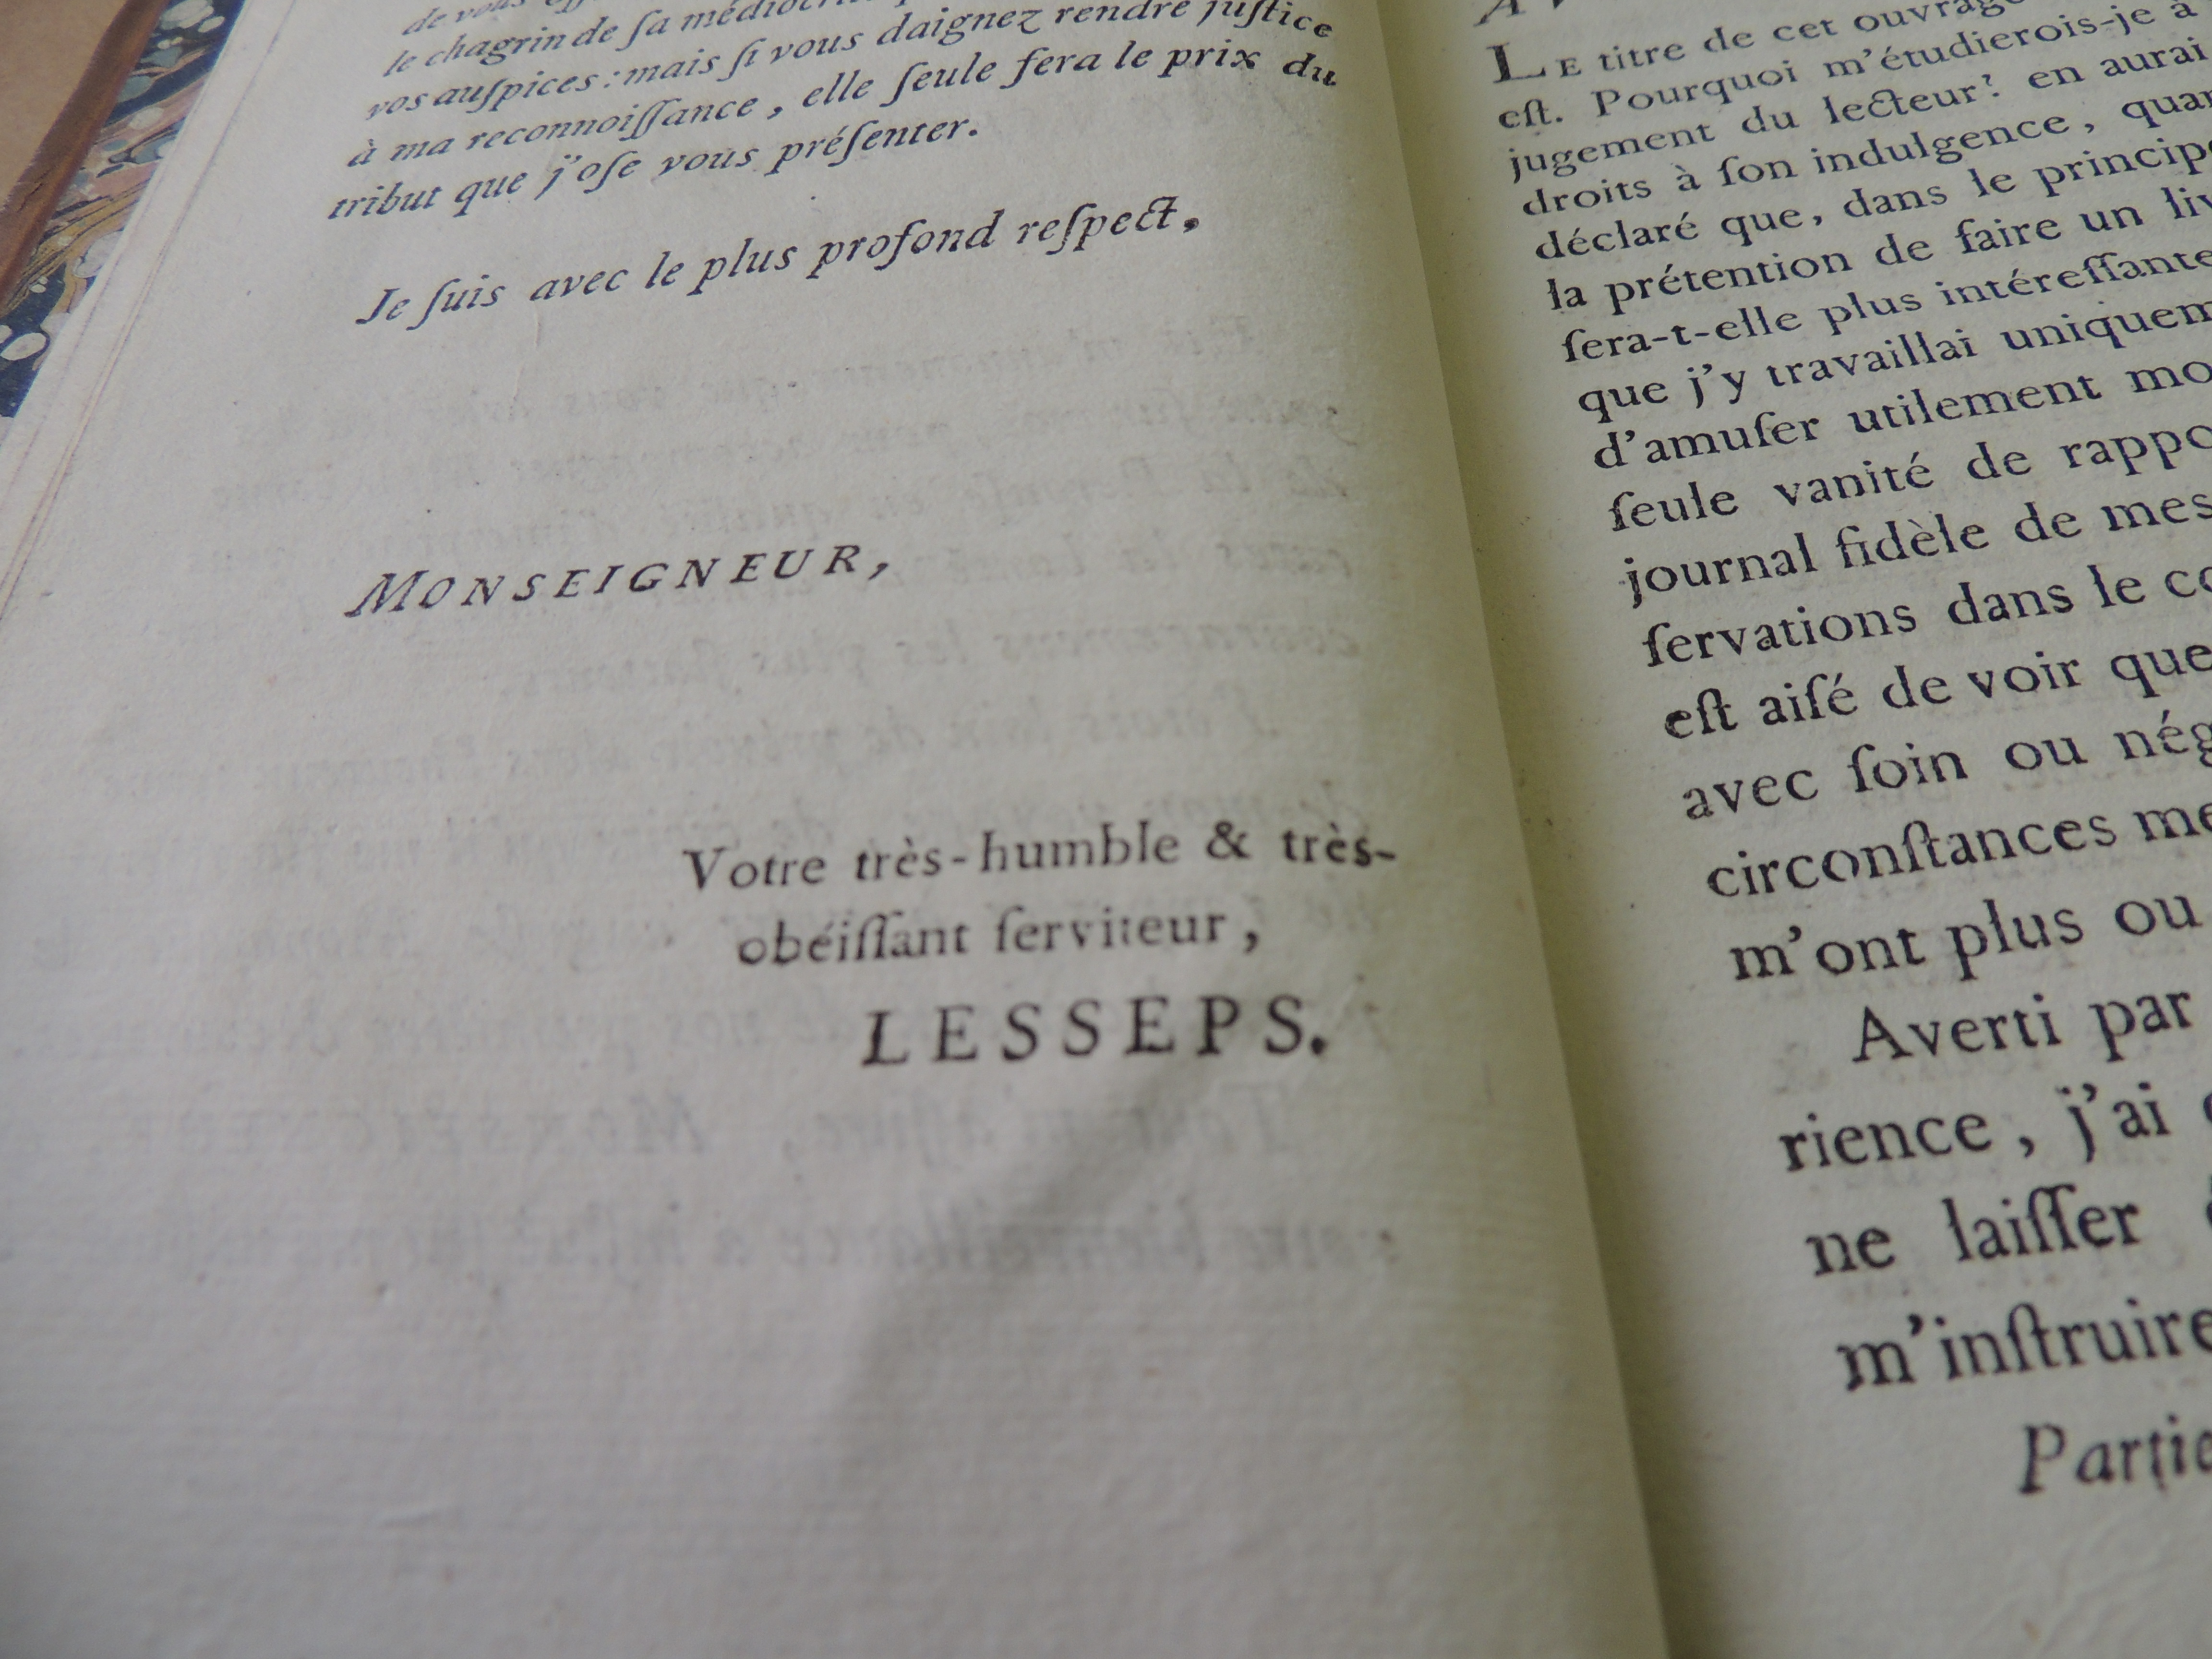 le chagrin de ſa
vos auſpices : mais ſi vous daignez rendre juſtice
à ma reconnoiſſance, elle ſeule fera le prix du
tribut que j'oſe vous préſenter.
Je ſuis avec le plus profond reſpect,
MONSEIGNEUR,
Votre très-humble & très-
obéiſſant ſerviteur,
LESSEPS.
LE titre de cet ouvrage
eſt. Pourquoi m'étudierois-je à
jugement du lecteur? en aurai
droits à ſon indulgence, quan
déclaré que, dans le principe
la prétention de faire un liv
ſera-t-elle plus intéreſſante
que j'y travaillai uniquem
d'amuſer utilement mo
ſeule vanité de rappo
journal fidèle de mes
ſervations dans le co
eſt aiſé de voir que
avec ſoin ou nég
circonſtances me
m'ont plus ou
Averti par
rience, j'ai
ne laiſſer
m'inſtruire
Partie